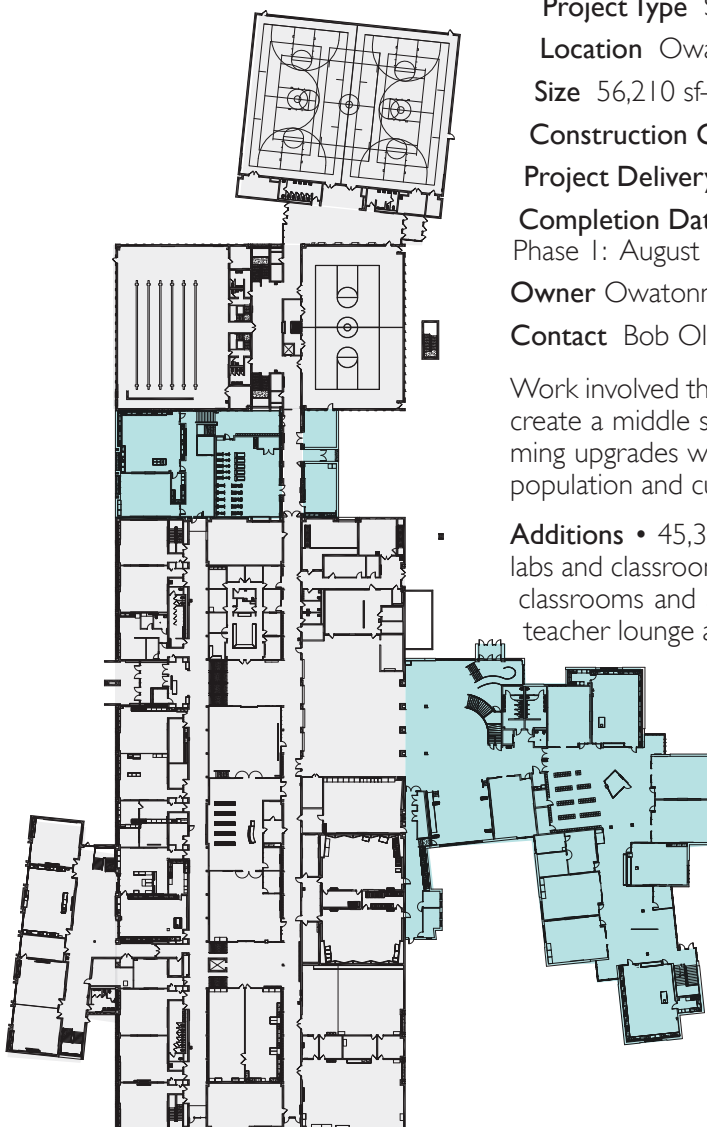 Project Type S
Location Owa
Size 56,210 sf-
Construction C
Project Delivery
Completion Dat
Phase 1: August
Owner Owatonn
Contact Bob Ol
Work involved th
create a middle s
ming upgrades w
population and cu
Additions • 45,3
labs and classroon
classrooms and
teacher lounge a